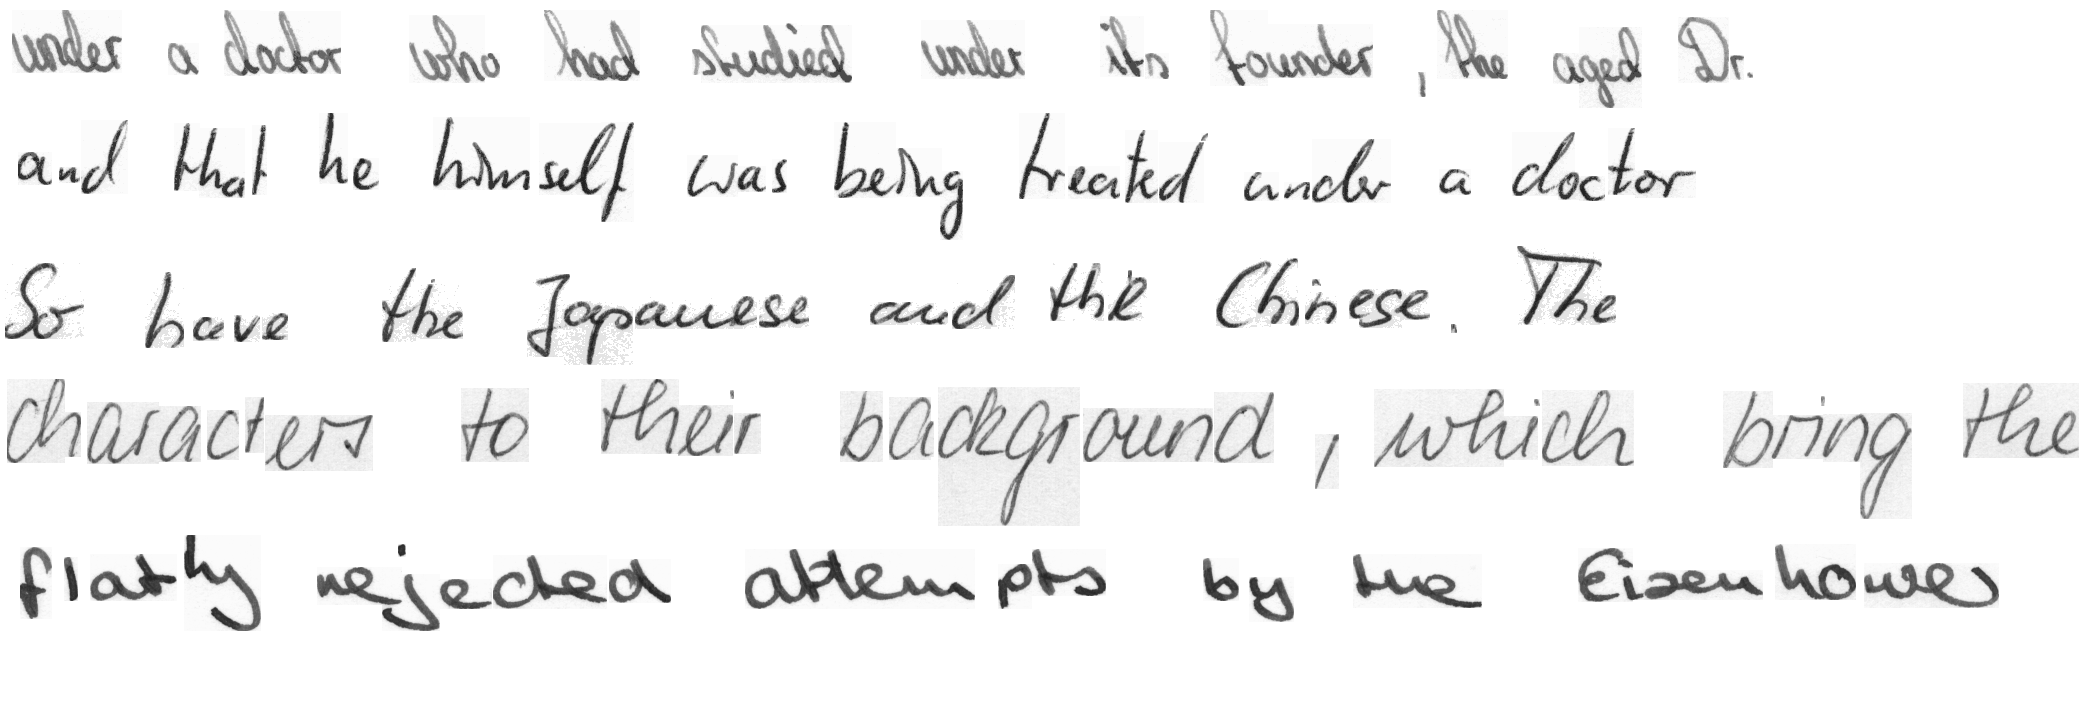 under a doctor who had studied under its founder, the aged Dr.
and that he himself was being treated under a doctor
So have the Japanese and the Chinese. The
characters to their background, which bring the
flatly rejected attempts by the Eisenhower